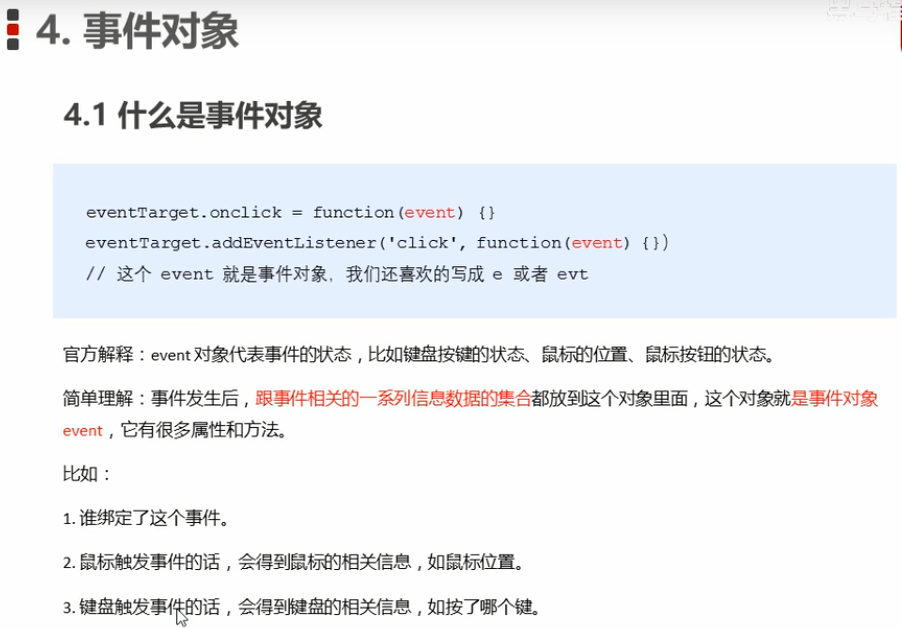 4. 事件对象
4.1 什么是事件对象
eventTarget.onclick = function(event) {}
eventTarget.addEventListener('click', function(event) {})
// 这个 event 就是事件对象，我们还喜欢的写成 e 或者 evt
官方解释：event 对象代表事件的状态，比如键盘按键的状态、鼠标的位置、鼠标按钮的状态。
简单理解：事件发生后，跟事件相关的一系列信息数据的集合都放到这个对象里面，这个对象就是事件对象
event，它有很多属性和方法。
比如：
1. 谁绑定了这个事件。
2. 鼠标触发事件的话，会得到鼠标的相关信息，如鼠标位置。
3. 键盘触发事件的话，会得到键盘的相关信息，如按了哪个键。